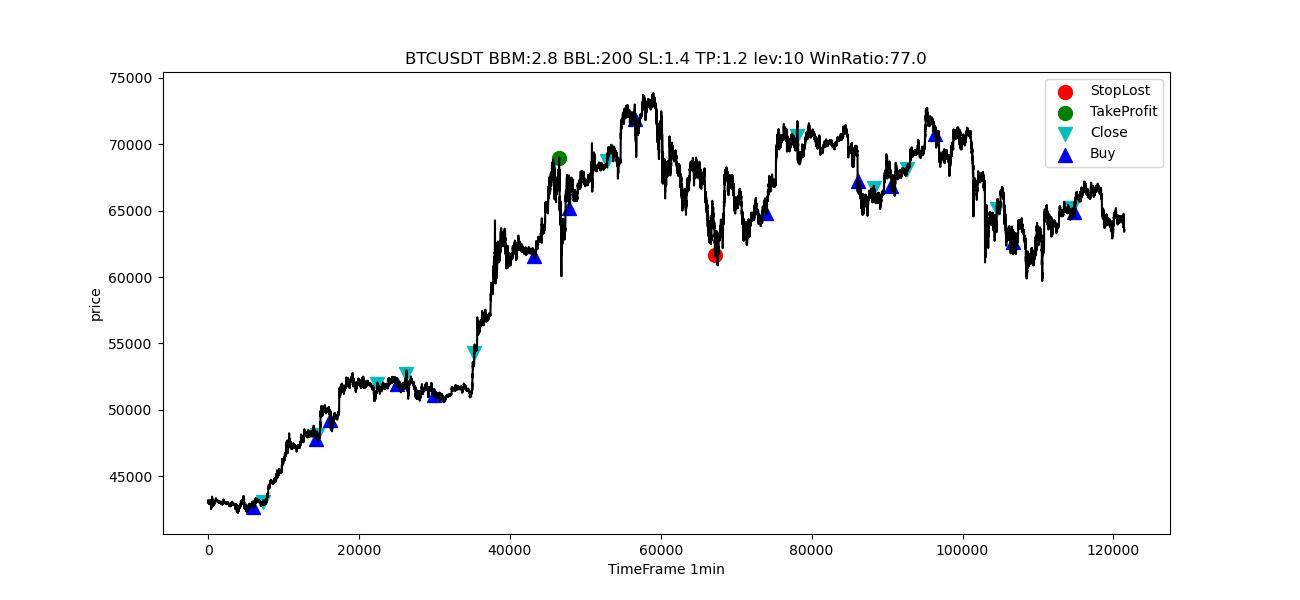 BTCUSDT BBM:2.8 BBL:200 SL:1.4 TP:1.2 lev:10 WinRatio:77.0
75000
70000
65000
60000
55000
50000
45000
price
StopLost
TakeProfit
Close
Buy
0
20000
40000
60000
80000
100000
120000
TimeFrame 1min